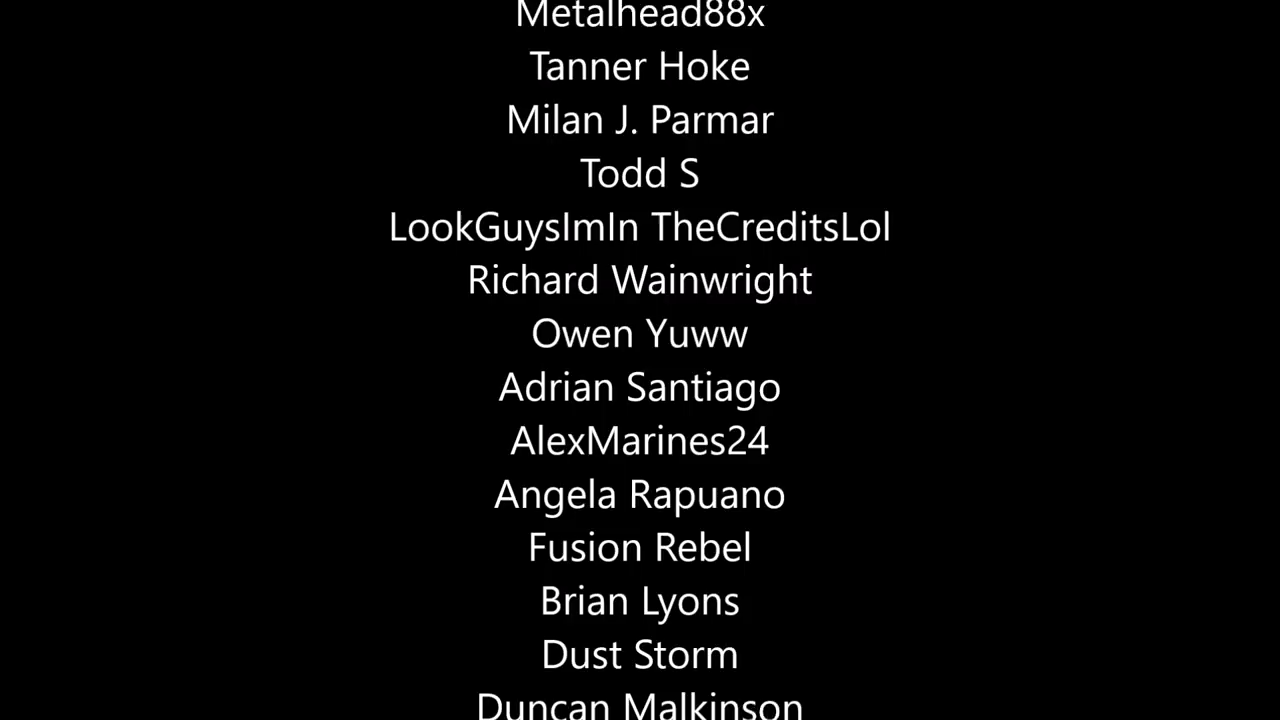 Metalhead88x
Tanner Hoke
Milan J. Parmar
Todd S
LookGuysImIn TheCreditsLol
Richard Wainwright
Owen Yuww
Adrian Santiago
AlexMarines24
Angela Rapuano
Fusion Rebel
Brian Lyons
Dust Storm
Duncan Malkinson